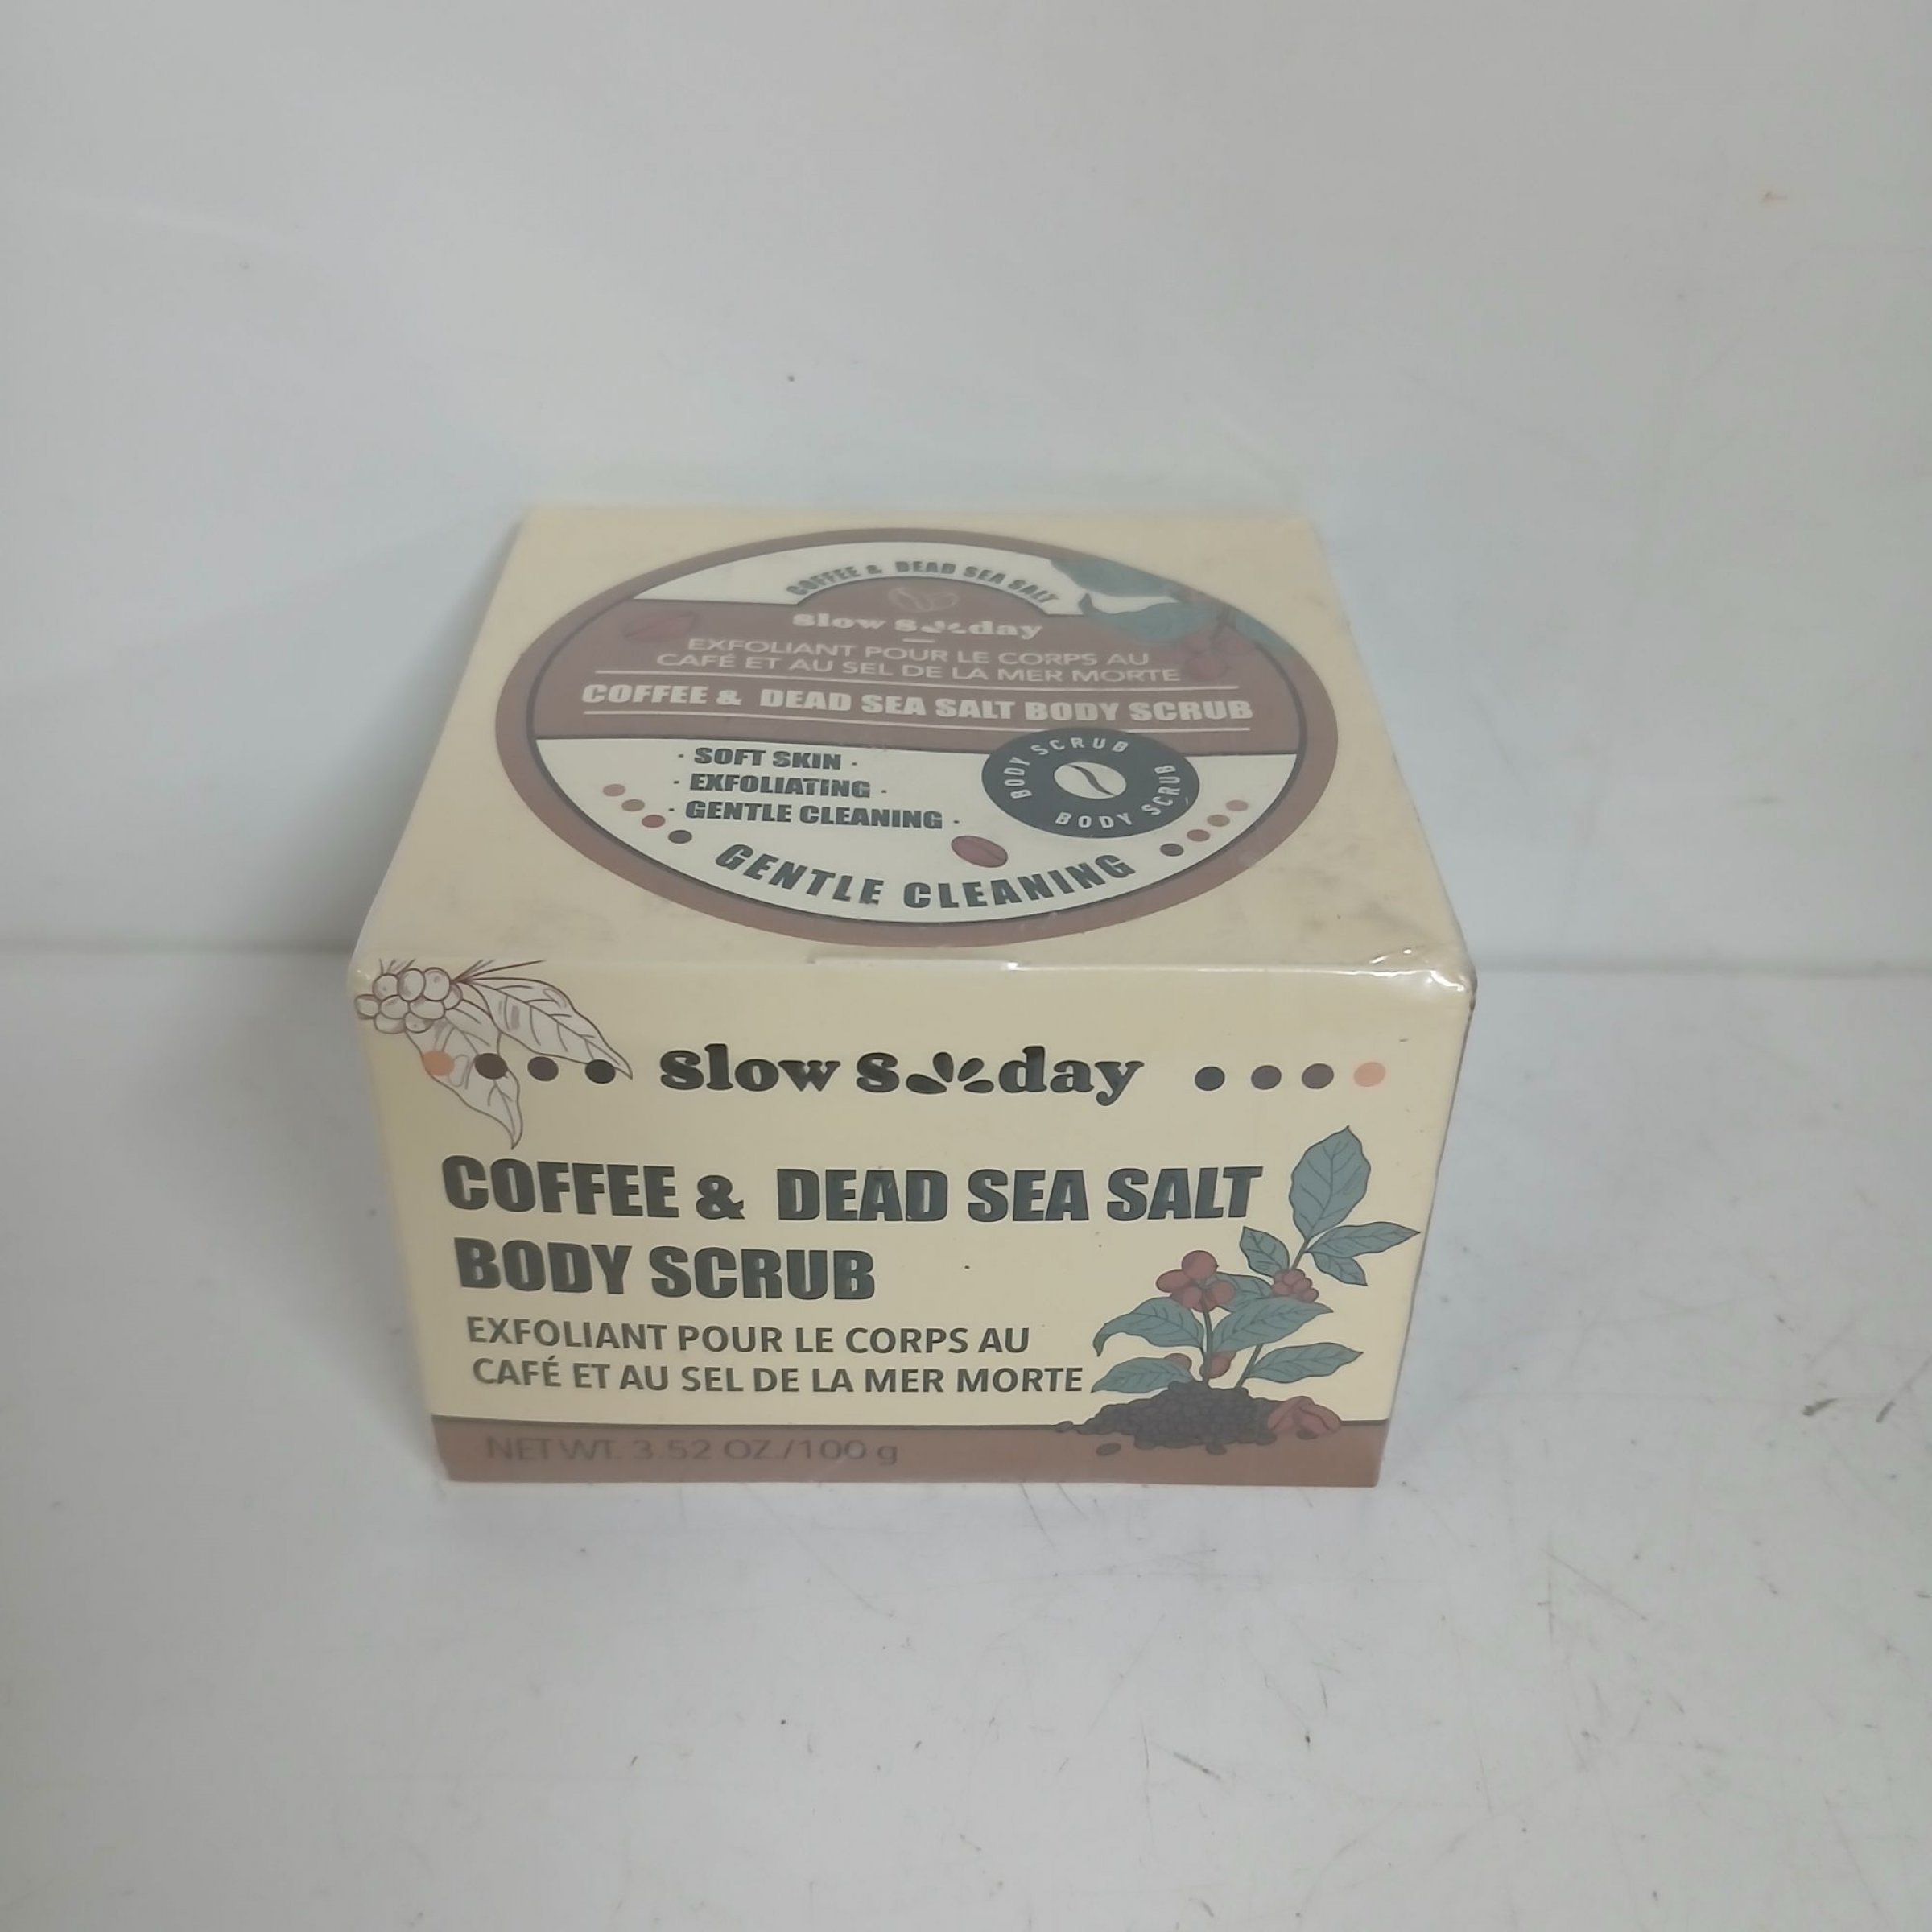 COFFEE & DEAD SEA SALT
slow Sunday
EXFOLIANT POUR LE CORPS AU
CAFÉ ET AU SEL DE LA MER MORTE
COFFEE & DEAD SEA SALT BODY SCRUB
· SOFT SKIN ·
· EXFOLIATING ·
· GENTLE CLEANING ·
BODY SCRUB BODY SCRUB BODY SCRUB
GENTLE CLEANING
slow Sunday
COFFEE & DEAD SEA SALT
BODY SCRUB
EXFOLIANT POUR LE CORPS AU
CAFÉ ET AU SEL DE LA MER MORTE
NET WT. 3.52 OZ./100 g